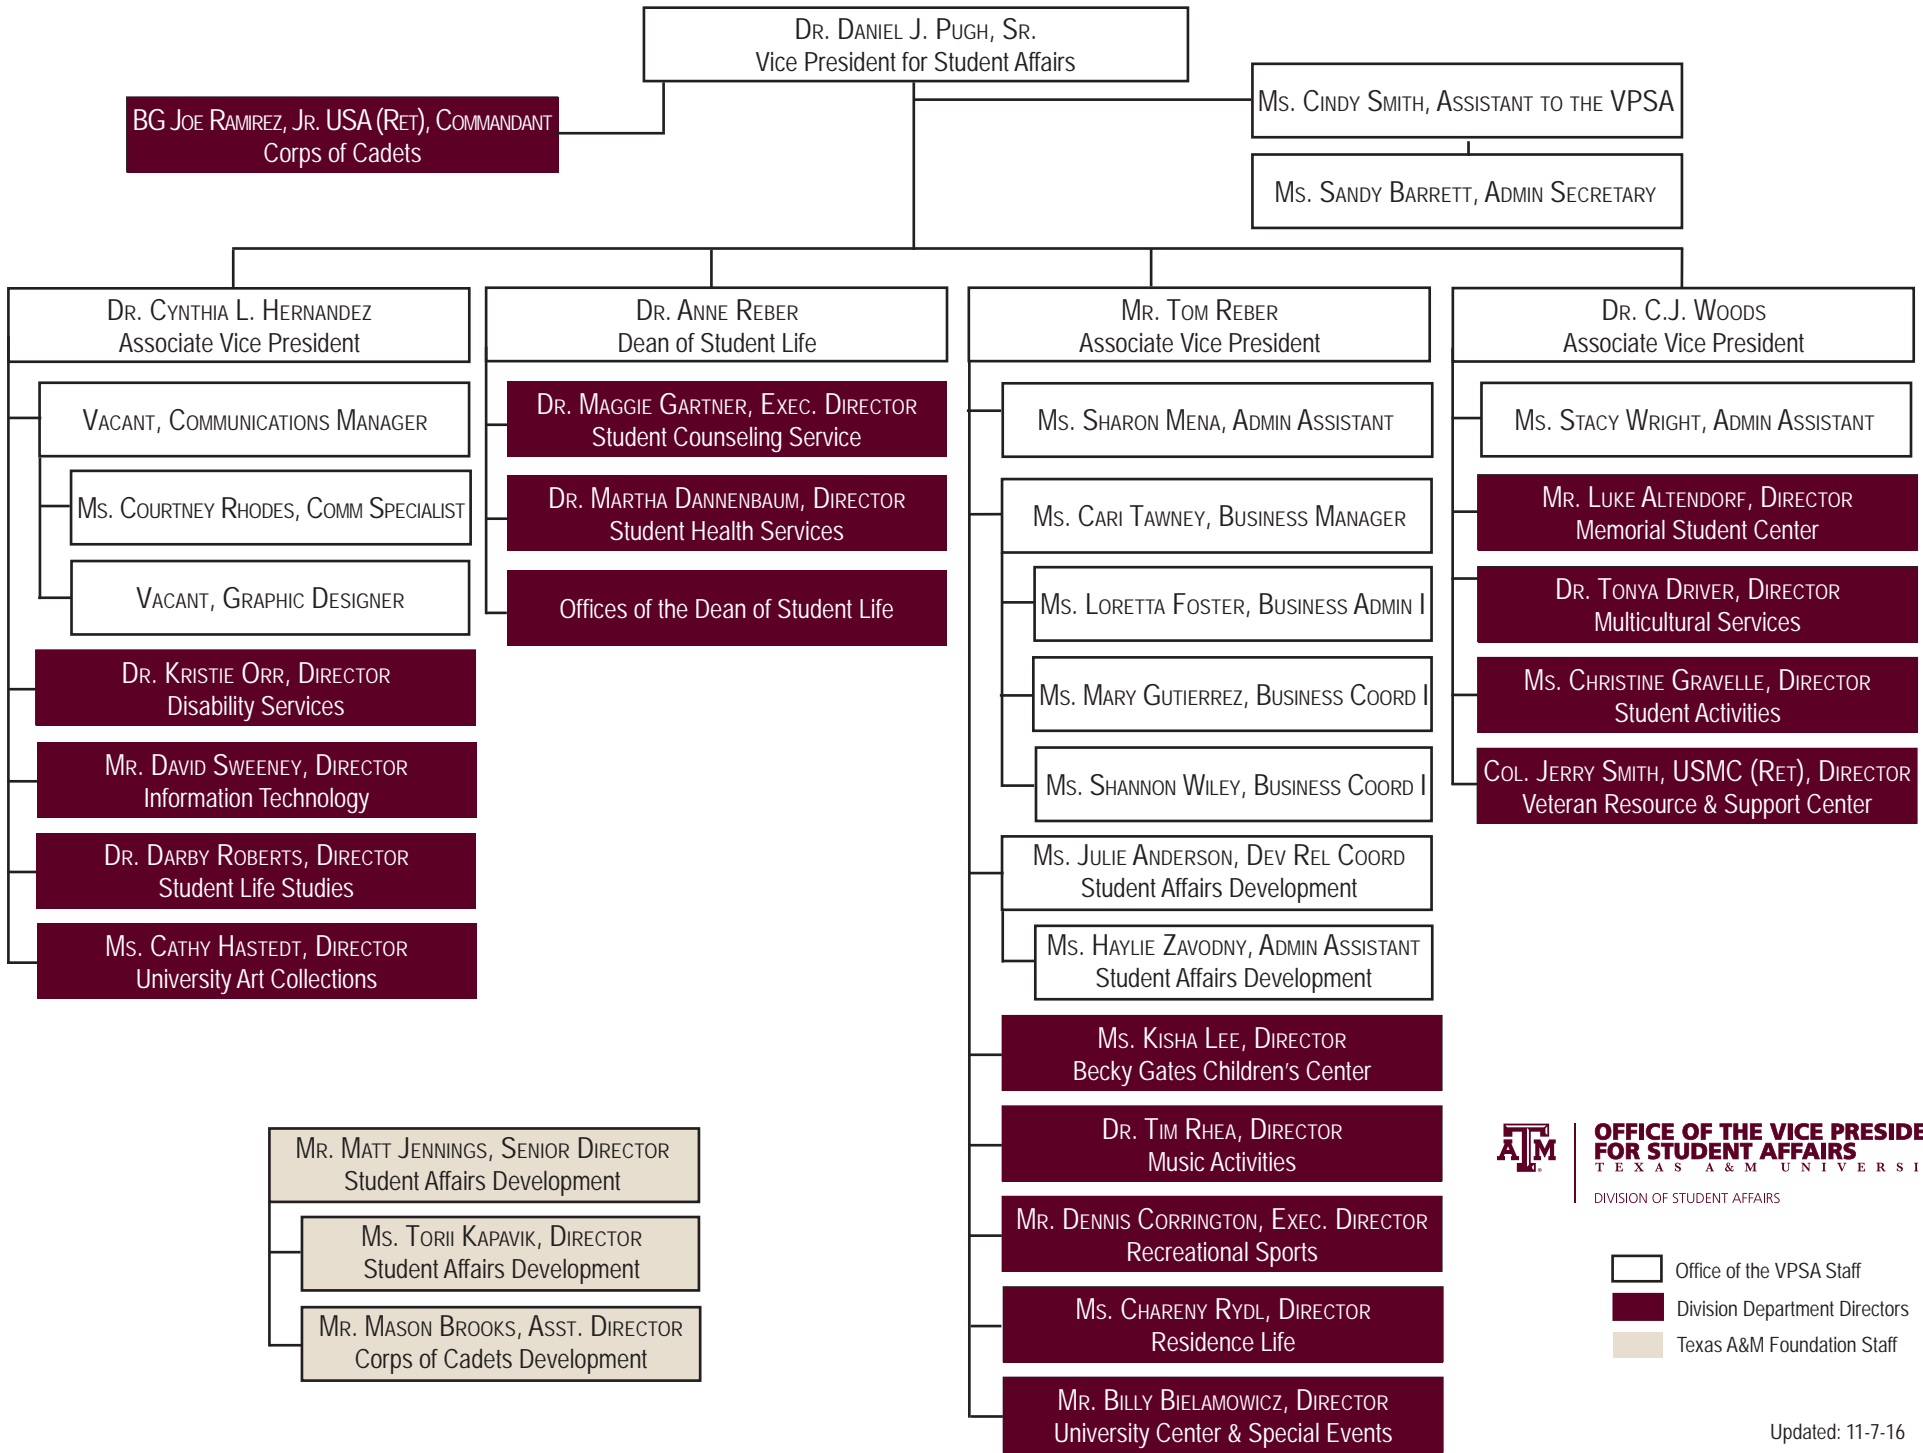 Dr. Daniel J. Pugh, Sr.
Vice President for Student Affairs
BG Joe Ramirez, Jr. USA (Ret), Commandant
Corps of Cadets
Ms. Cindy Smith, Assistant to the VPSA
Ms. Sandy Barrett, Admin Secretary
Dr. Cynthia L. Hernandez
Associate Vice President
Vacant, Communications Manager
Ms. Courtney Rhodes, Comm Specialist
Vacant, Graphic Designer
Dr. Kristie Orr, Director
Disability Services
Mr. David Sweeney, Director
Information Technology
Dr. Darby Roberts, Director
Student Life Studies
Ms. Cathy Hastedt, Director
University Art Collections
Dr. Anne Reber
Dean of Student Life
Dr. Maggie Gartner, Exec. Director
Student Counseling Service
Dr. Martha Dannenbaum, Director
Student Health Services
Offices of the Dean of Student Life
Mr. Tom Reber
Associate Vice President
Ms. Sharon Mena, Admin Assistant
Ms. Cari Tawney, Business Manager
Ms. Loretta Foster, Business Admin I
Ms. Mary Gutierrez, Business Coord I
Ms. Shannon Wiley, Business Coord I
Ms. Julie Anderson, Dev Rel Coord
Student Affairs Development
Ms. Haylie Zavodny, Admin Assistant
Student Affairs Development
Ms. Kisha Lee, Director
Becky Gates Children's Center
Dr. Tim Rhea, Director
Music Activities
Mr. Dennis Corrington, Exec. Director
Recreational Sports
Ms. Chareny Rydl, Director
Residence Life
Mr. Billy Bielamowicz, Director
University Center & Special Events
Dr. C.J. Woods
Associate Vice President
Ms. Stacy Wright, Admin Assistant
Mr. Luke Altendorf, Director
Memorial Student Center
Dr. Tonya Driver, Director
Multicultural Services
Ms. Christine Gravelle, Director
Student Activities
Col. Jerry Smith, USMC (Ret), Director
Veteran Resource & Support Center
Mr. Matt Jennings, Senior Director
Student Affairs Development
Ms. Torii Kapavik, Director
Student Affairs Development
Mr. Mason Brooks, Asst. Director
Corps of Cadets Development
ATM
OFFICE OF THE VICE PRESIDE
FOR STUDENT AFFAIRS
TEXAS A&M UNIVERSI
DIVISION OF STUDENT AFFAIRS
Office of the VPSA Staff
Division Department Directors
Texas A&M Foundation Staff
Updated: 11-7-16